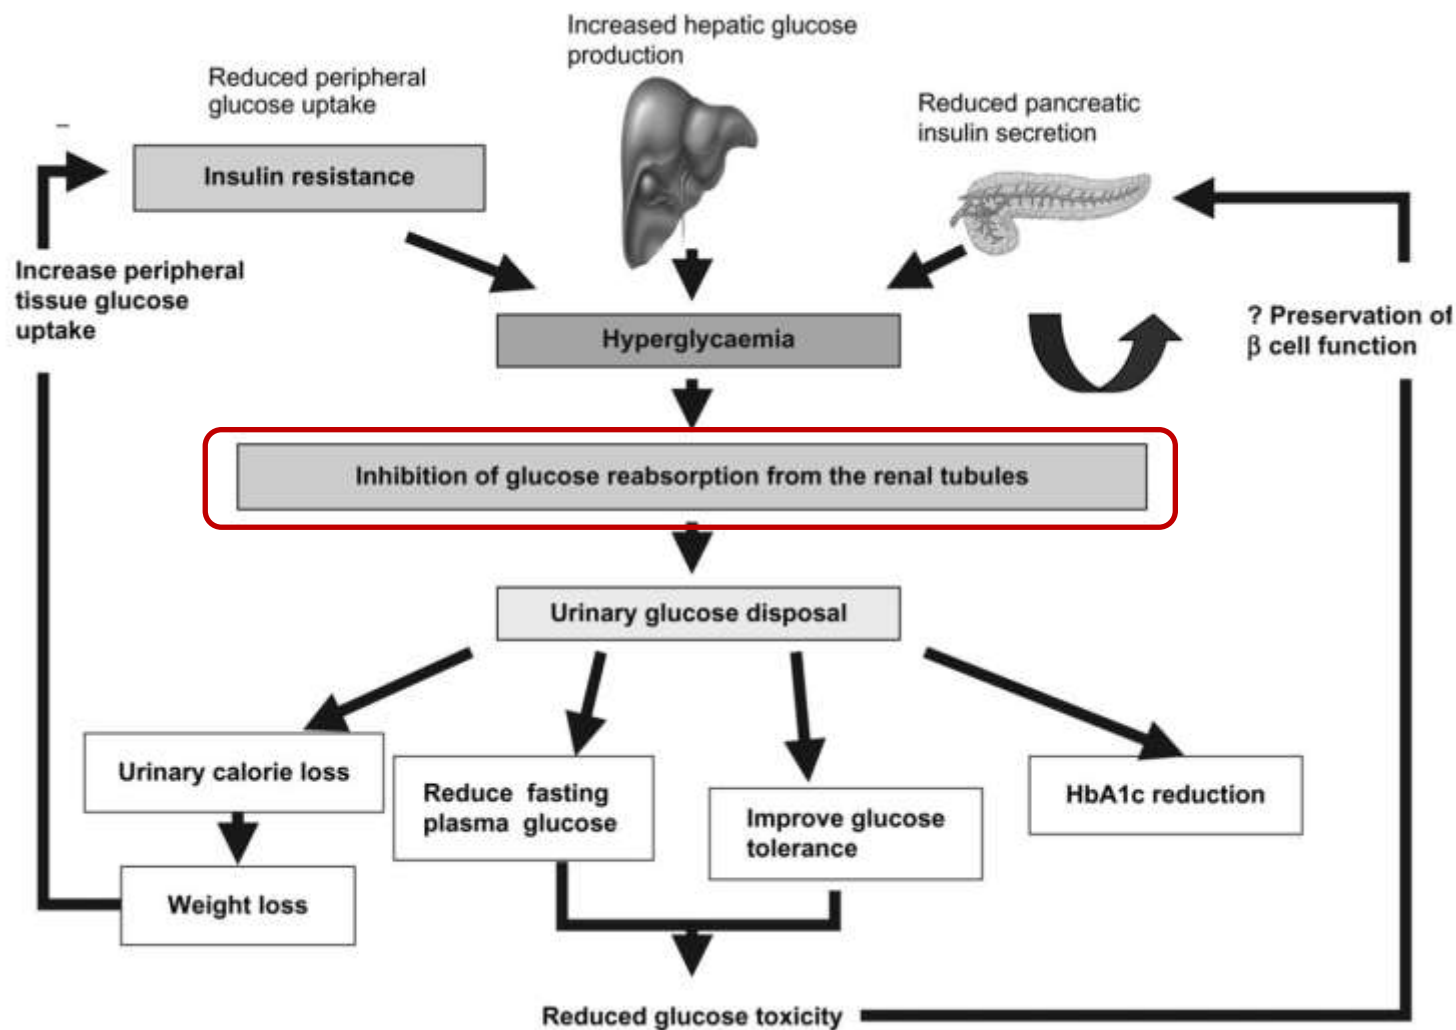 Increased hepatic glucose
production
Reduced peripheral
glucose uptake
Reduced pancreatic
insulin secretion
–
Insulin resistance
Increase peripheral
tissue glucose
uptake
Hyperglycaemia
? Preservation of
β cell function
Inhibition of glucose reabsorption from the renal tubules
Urinary glucose disposal
Urinary calorie loss
Reduce fasting
plasma glucose
Improve glucose
tolerance
HbA1c reduction
Weight loss
Reduced glucose toxicity